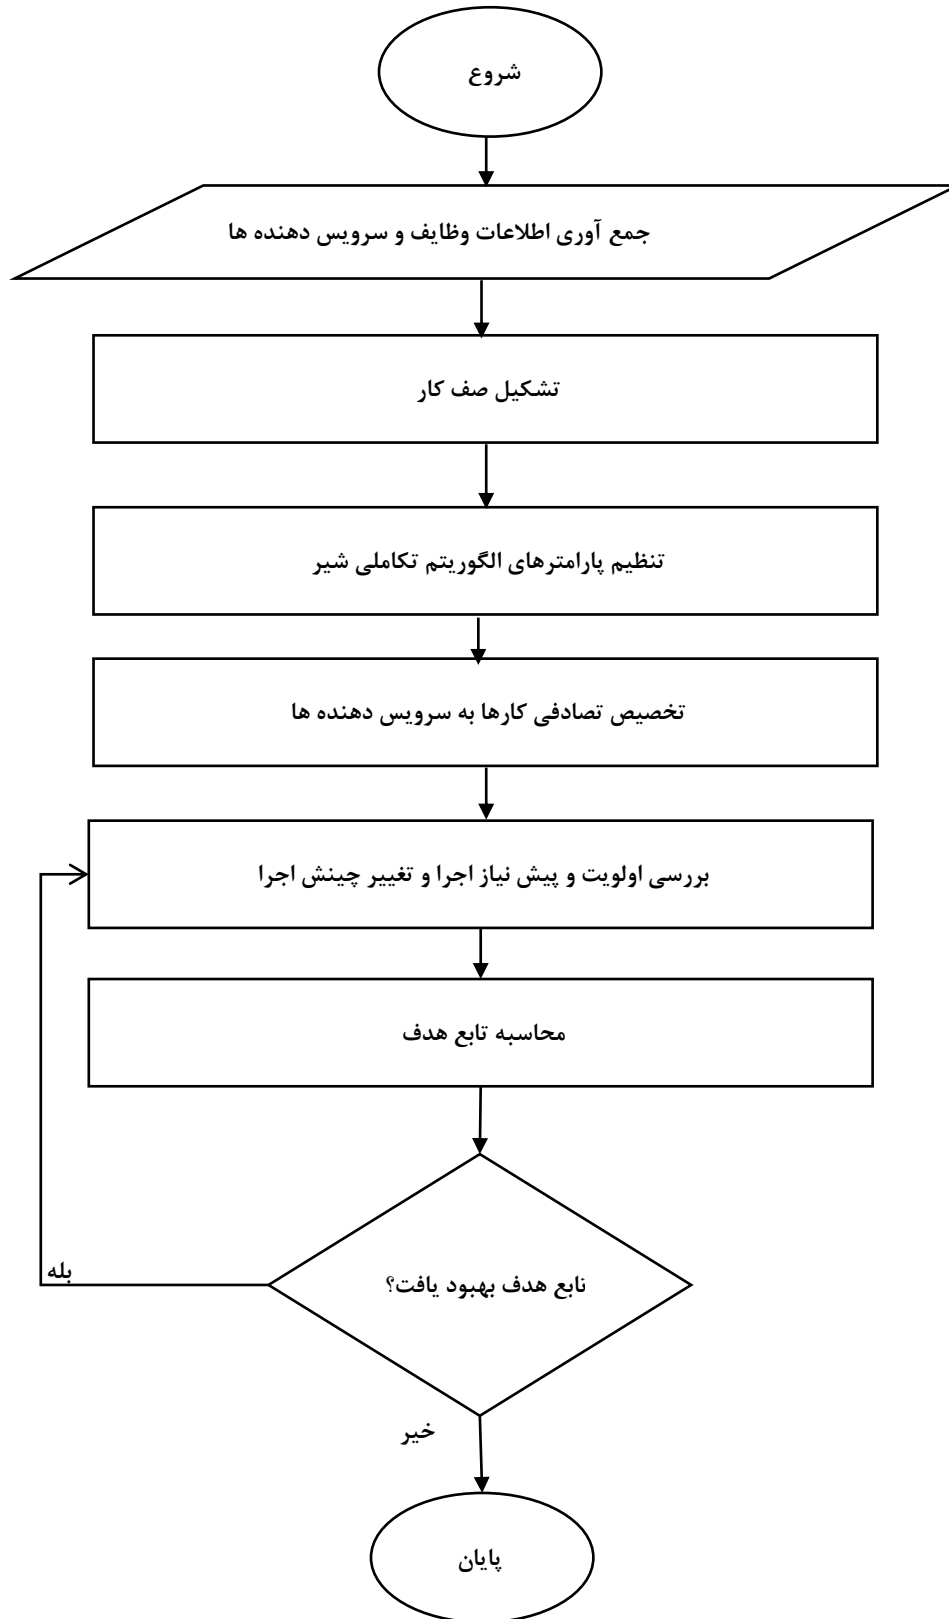 شروع
جمع آوری اطلاعات وظایف و سرویس دهنده ها
تشکیل صف کار
تنظیم پارامترهای الگوریتم تکاملی شیر
تخصیص تصادفی کارها به سرویس دهنده ها
بررسی اولویت و پیش نیاز اجرا و تغییر چینش اجرا
محاسبه تابع هدف
نابع هدف بهبود یافت؟
بله
خیر
پایان